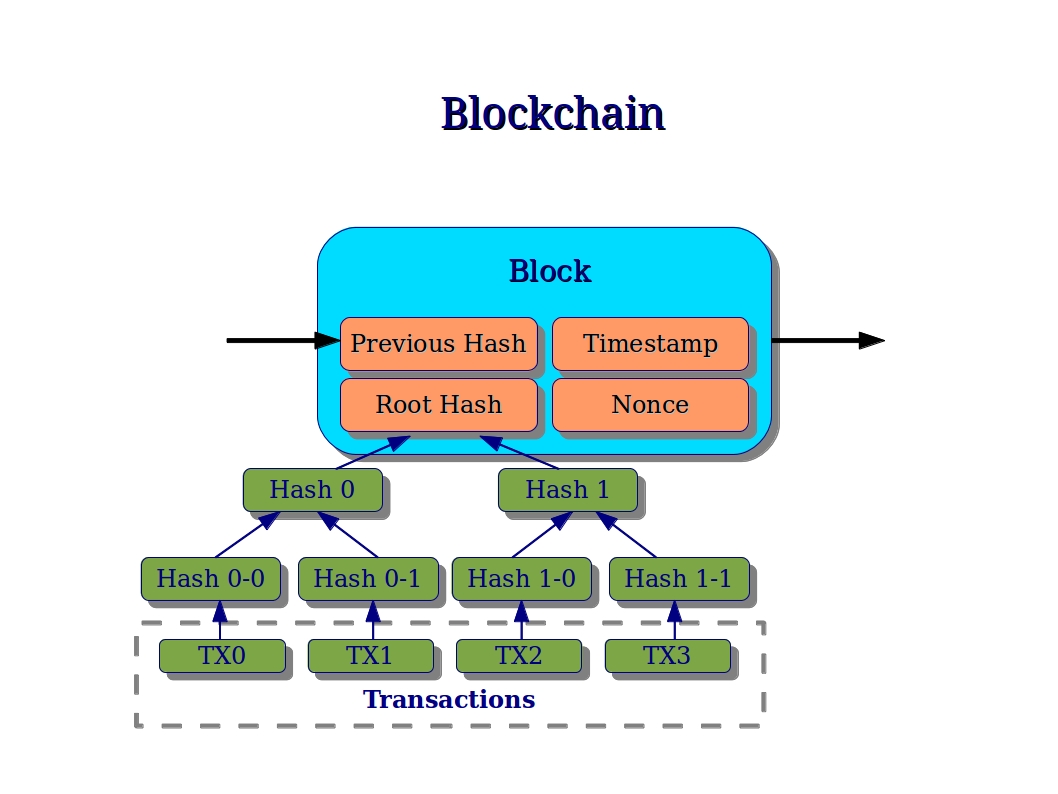 Blockchain
Block
Previous Hash Timestamp
Root Hash Nonce
Hash 0 Hash 1
Hash 0-0 Hash 0-1 Hash 1-0 Hash 1-1
TX0 TX1 TX2 TX3
Transactions